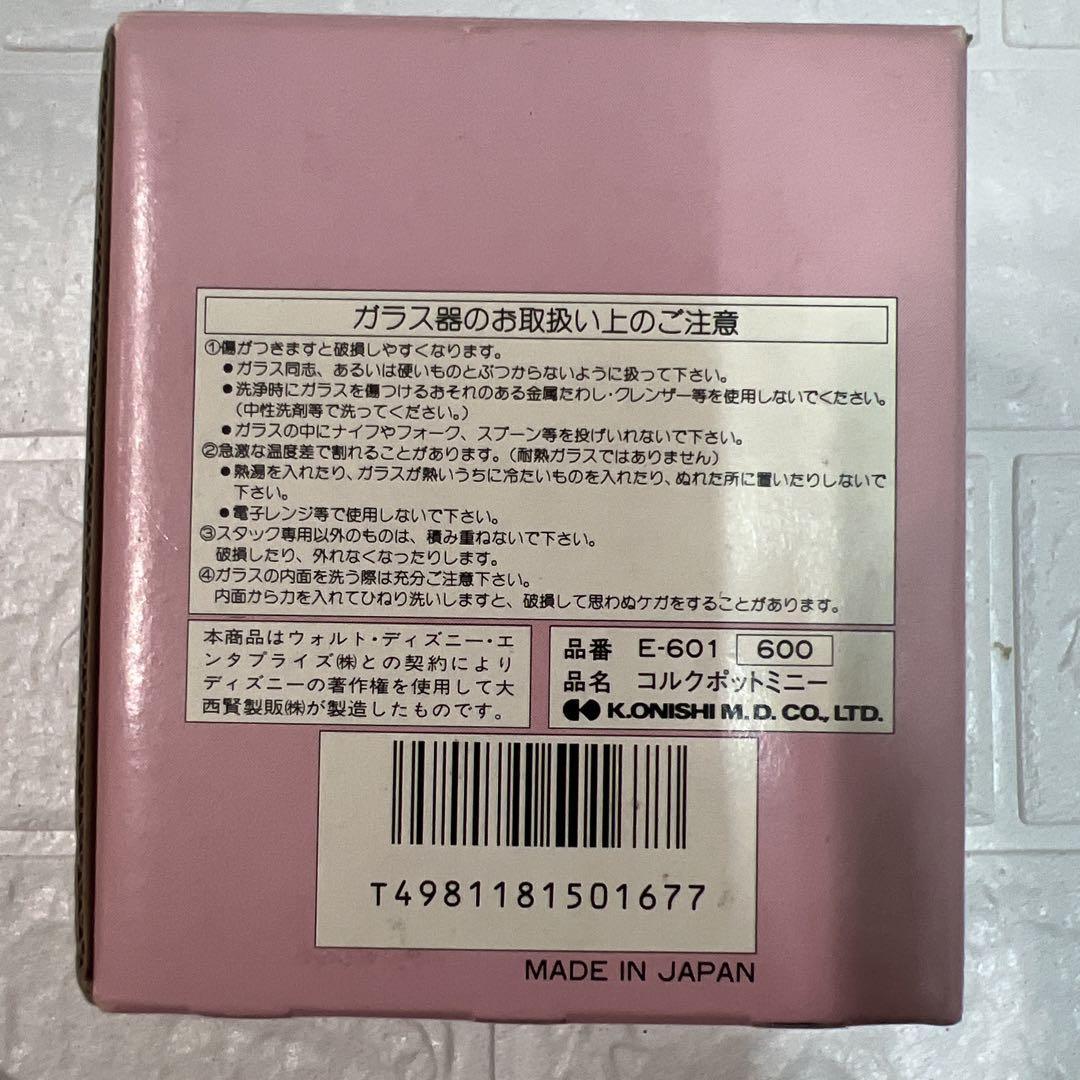 ガラス器のお取扱い上のご注意
①傷がつきますと破損しやすくなります。
●ガラス同志、あるいは硬いものとぶつからないように扱って下さい。
●洗浄時にガラスを傷つけるおそれのある金属たわし・クレンザー等を使用しないでください。
(中性洗剤等で洗ってください。)
●ガラスの中にナイフやフォーク、スプーン等を投げいれないで下さい。
②急激な温度差で割れることがあります。(耐熱ガラスではありません)
●熱湯を入れたり、ガラスが熱いうちに冷たいものを入れたり、ぬれた所に置いたりしないで
下さい。
●電子レンジ等で使用しないで下さい。
③スタック専用以外のものは、積み重ねないで下さい。
破損したり、外れなくなったりします。
④ガラスの内面を洗う際は充分ご注意下さい。
内面から力を入れてひねり洗いしますと、破損して思わぬケガをすることがあります。
本商品はウォルト・ディズニー・エ
ンタプライズ㈱との契約により
ディズニーの著作権を使用して大
西賢製販㈱が製造したものです。
品番 E-601 600
品名 コルクポットミニー
K.ONISHI M.D.CO.,LTD.
T4981181501677
MADE IN JAPAN